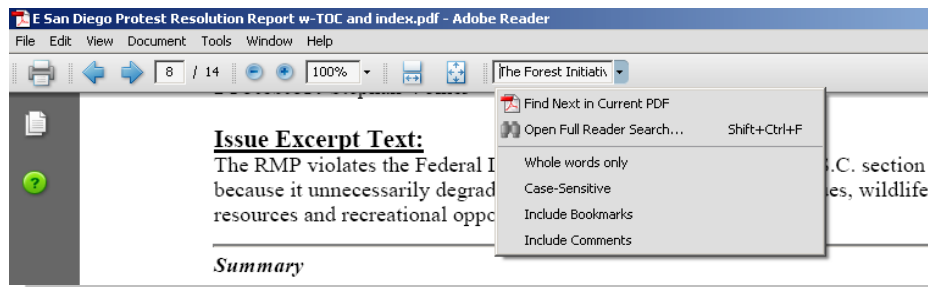 E San Diego Protest Resolution Report w-TOC and index.pdf - Adobe Reader
File Edit View Document Tools Window Help
8 / 14 100% The Forest Initiativ
Find Next in Current PDF
Open Full Reader Search... Shift+Ctrl+F
Whole words only
Case-Sensitive
Include Bookmarks
Include Comments
Issue Excerpt Text:
The RMP violates the Federal .C. section
because it unnecessarily degrad es, wildlife
resources and recreational oppo
Summary